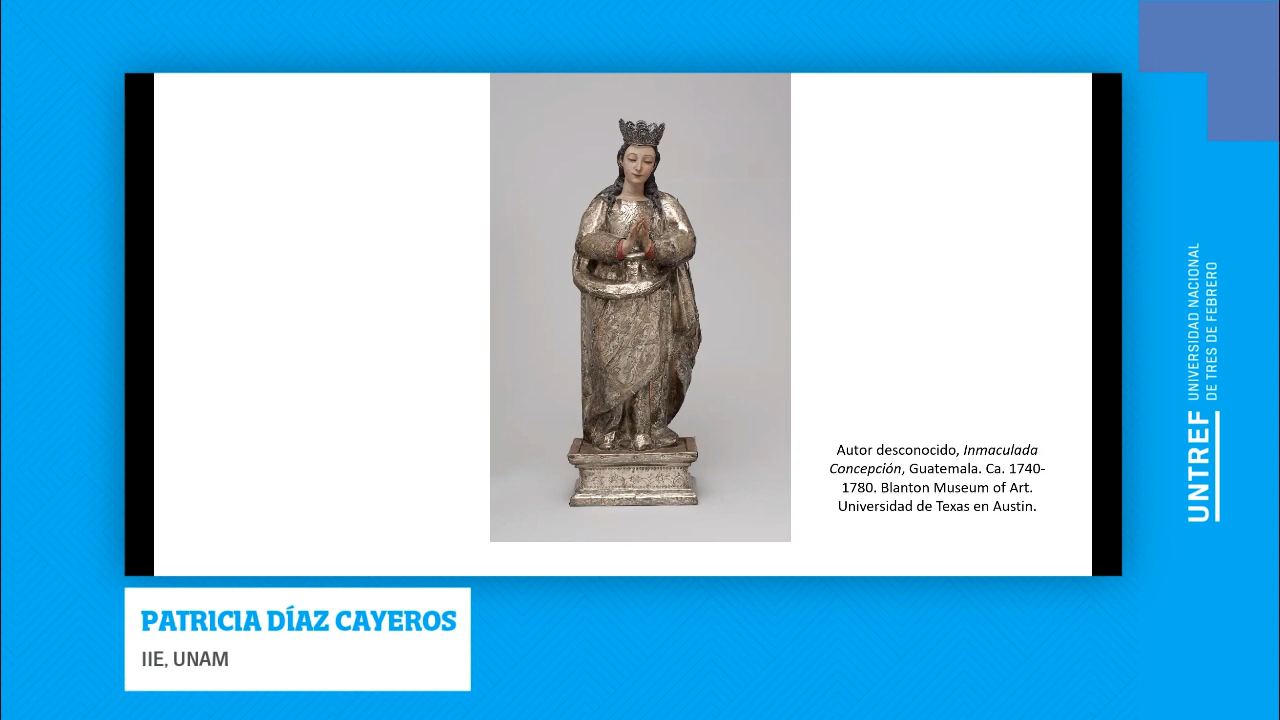 Autor desconocido, Inmaculada
Concepción, Guatemala. Ca. 1740-
1780. Blanton Museum of Art.
Universidad de Texas en Austin.
PATRICIA DÍAZ CAYEROS
IIE, UNAM
UNTREF
UNIVERSIDAD NACIONAL
DE TRES DE FEBRERO